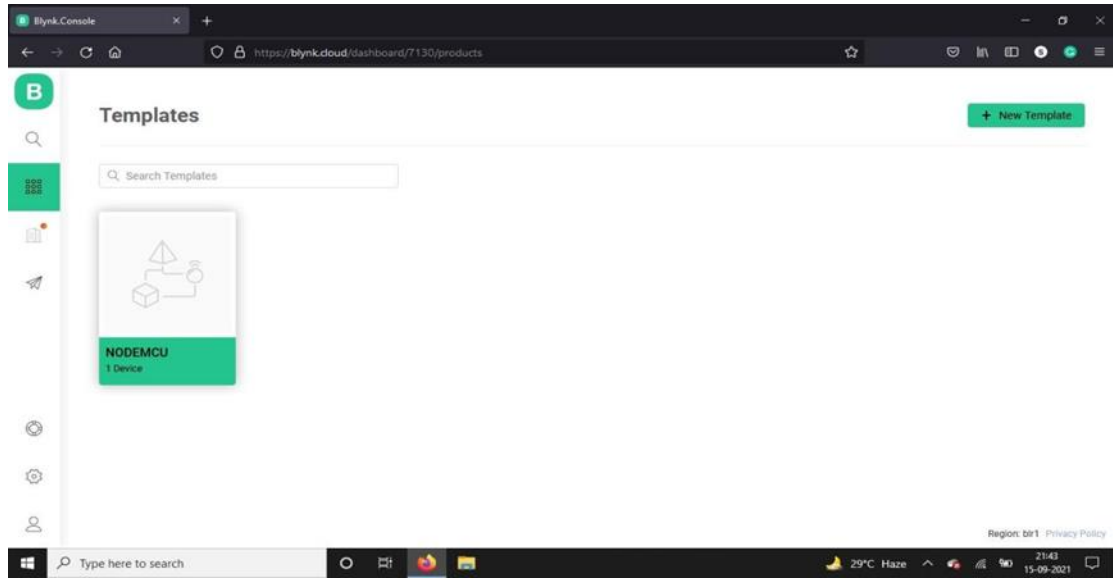 Blynk.Console
https://blynk.cloud/dashboard/7130/products
B
Templates
+ New Template
Search Templates
NODEMCU
1 Device
Region: blr1 Privacy Policy
Type here to search
29°C Haze
21:43
15-09-2021